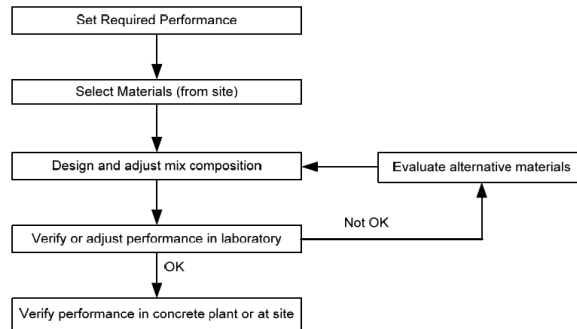 Set Required Performance
Select Materials (from site)
Design and adjust mix composition
Evaluate alternative materials
Verify or adjust performance in laboratory
Not OK
OK
Verify performance in concrete plant or at site